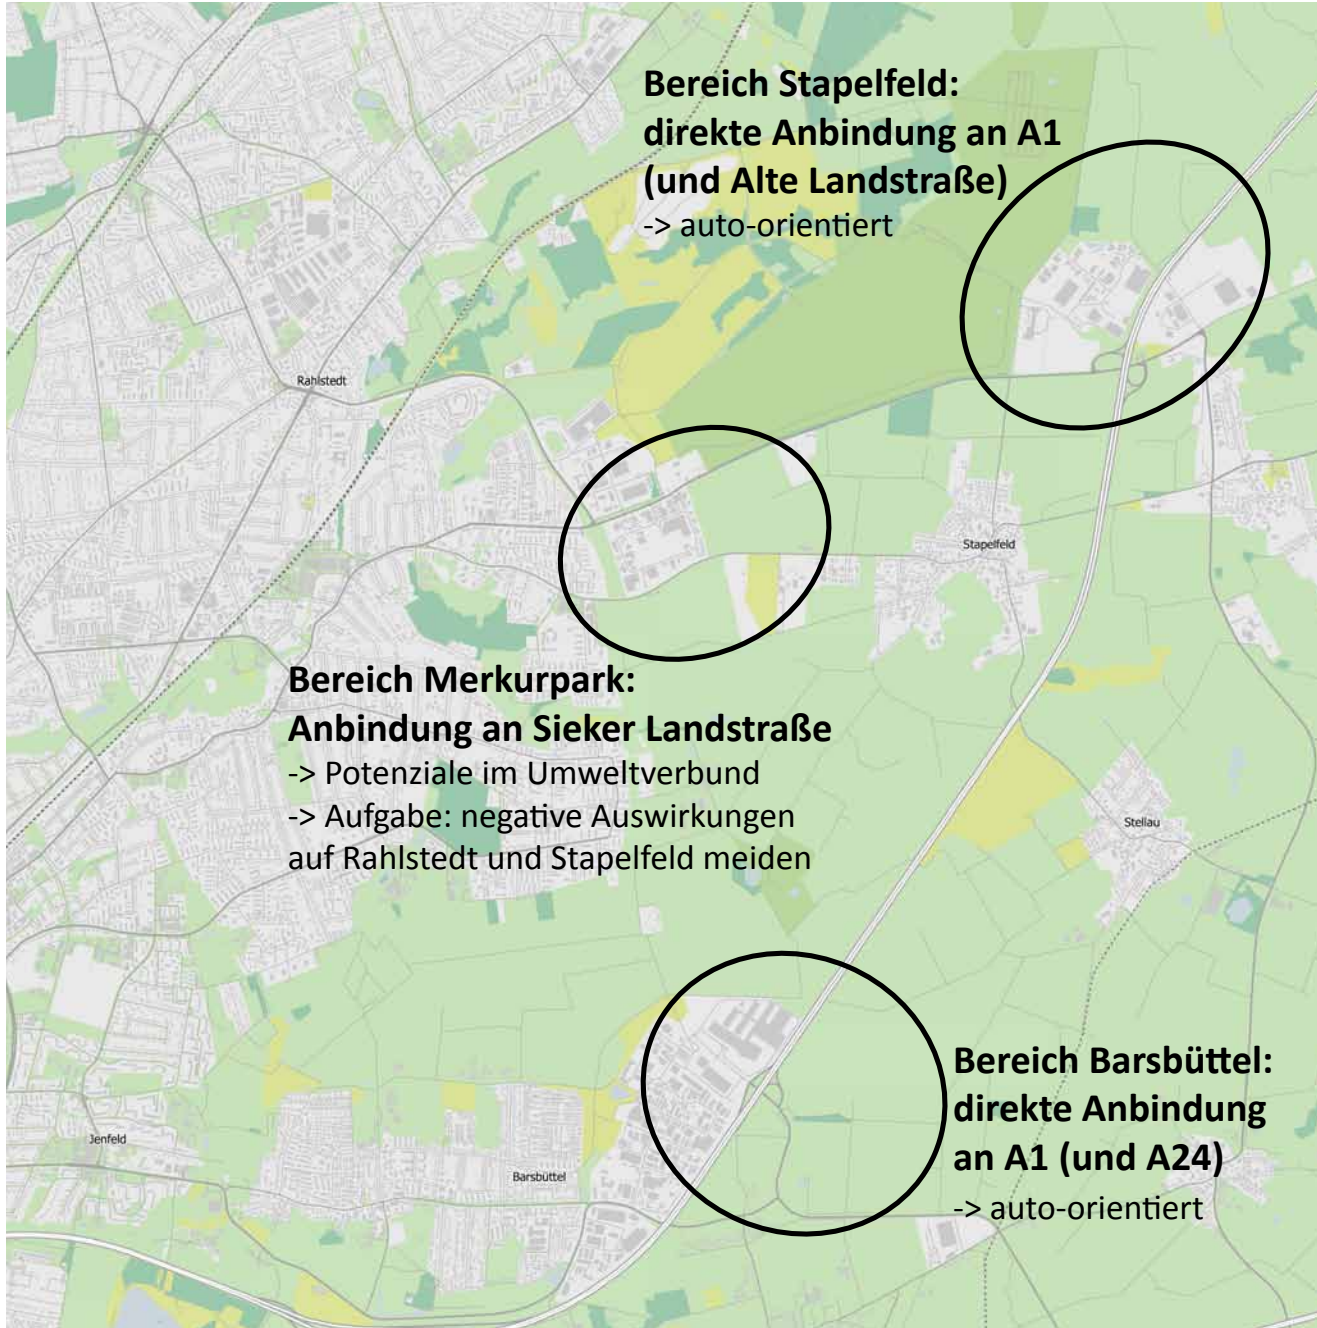 Bereich Stapelfeld:
direkte Anbindung an A1
(und Alte Landstraße)
-> auto-orientiert
Rahlstedt
Stapelfeld
Bereich Merkurpark:
Anbindung an Sieker Landstraße
-> Potenziale im Umweltverbund
-> Aufgabe: negative Auswirkungen
auf Rahlstedt und Stapelfeld meiden
Stellau
Bereich Barsbüttel:
direkte Anbindung
an A1 (und A24)
-> auto-orientiert
Jenfeld
Barsbüttel